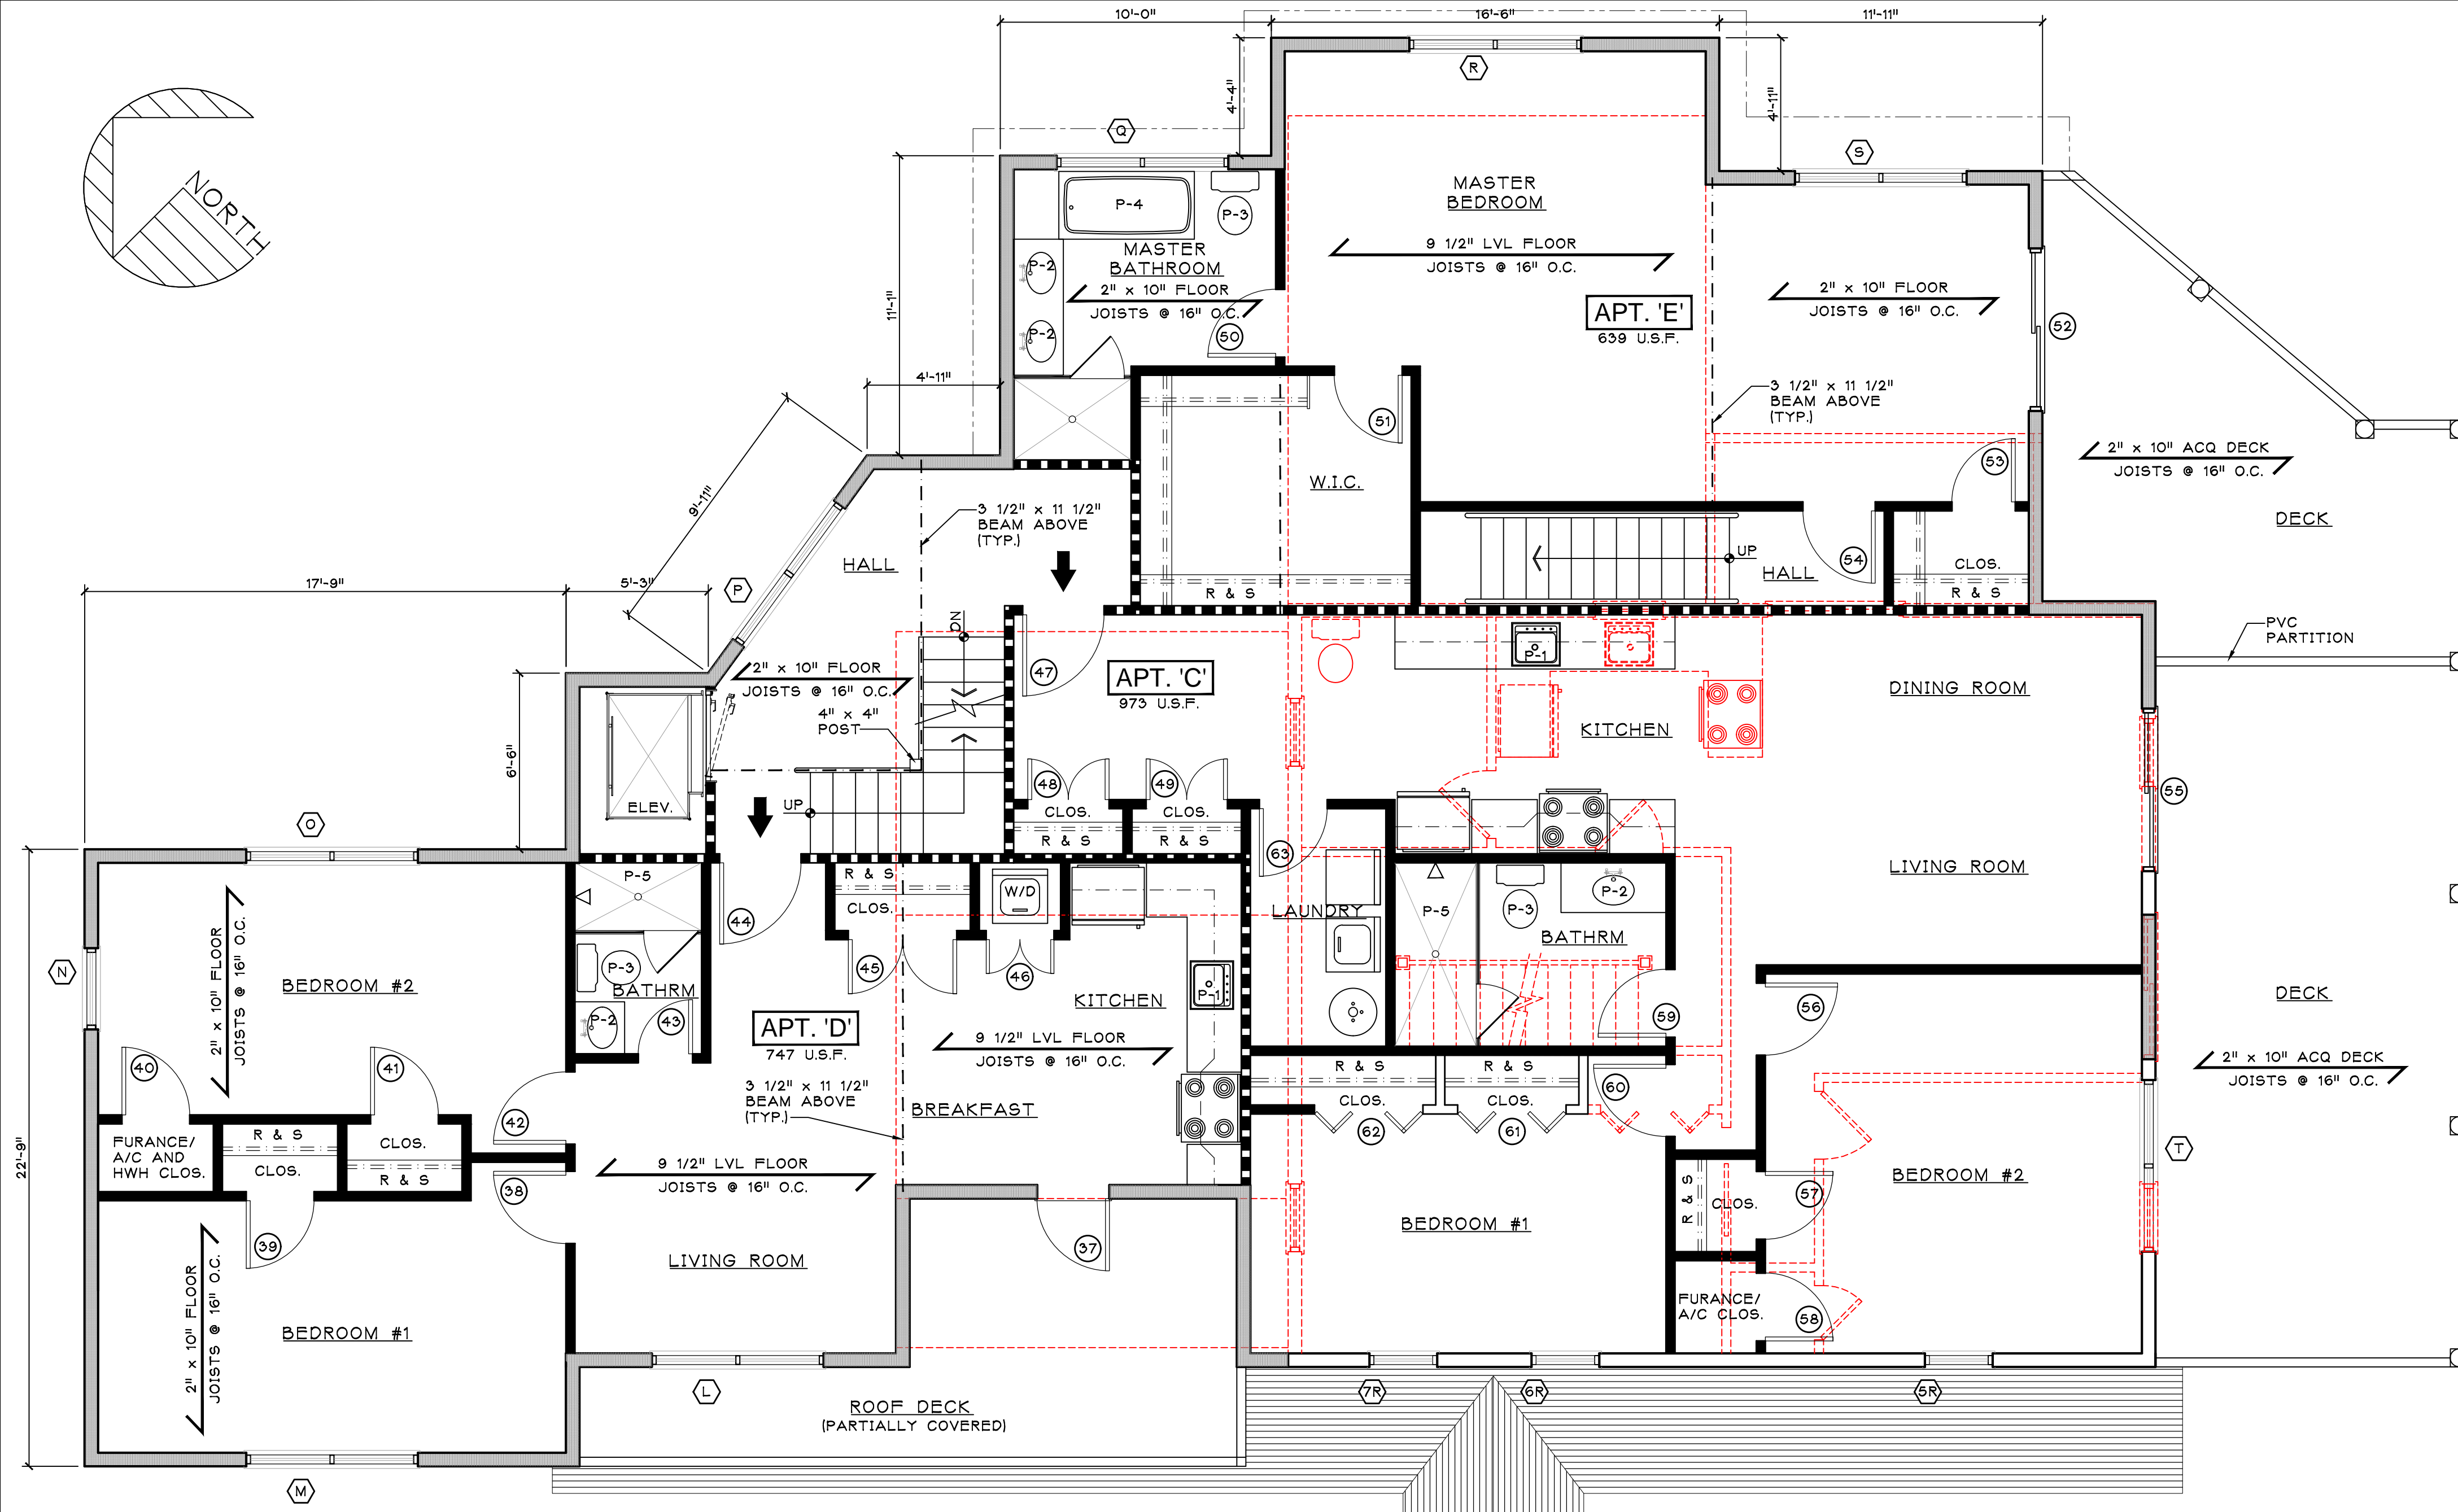 10'-0"
16'-6"
11'-11"
R
4'-4"
4'-11"
Q
S
NORTH
MASTER
BEDROOM
P-4
P-3
9 1/2" LVL FLOOR
JOISTS @ 16" O.C.
MASTER
BATHROOM
P-2
2" x 10" FLOOR
JOISTS @ 16" O.C.
P-2
50
APT. 'E'
639 U.S.F.
2" x 10" FLOOR
JOISTS @ 16" O.C.
52
11'-1"
4'-11"
3 1/2" x 11 1/2"
BEAM ABOVE
(TYP.)
51
53
2" x 10" ACQ DECK
JOISTS @ 16" O.C.
W.I.C.
9'-11"
3 1/2" x 11 1/2"
BEAM ABOVE
(TYP.)
DECK
HALL
UP
54
HALL
CLOS.
R & S
R & S
17'-9"
5'-3"
P
DN
PVC
PARTITION
2" x 10" FLOOR
JOISTS @ 16" O.C.
4" x 4"
POST
47
APT. 'C'
973 U.S.F.
P-1
DINING ROOM
KITCHEN
6'-6"
ELEV.
UP
48
49
CLOS.
CLOS.
R & S
R & S
55
O
63
LIVING ROOM
P-5
R & S
CLOS.
W/D
44
LAUNDRY
P-5
P-3
P-2
BATHRM
N
2" x 10" FLOOR
JOISTS @ 16" O.C.
BEDROOM #2
P-3
BATHRM
P-2
43
45
46
KITCHEN
P-1
DECK
APT. 'D'
747 U.S.F.
9 1/2" LVL FLOOR
JOISTS @ 16" O.C.
59
56
40
41
3 1/2" x 11 1/2"
BEAM ABOVE
(TYP.)
R & S
CLOS.
R & S
CLOS.
60
2" x 10" ACQ DECK
JOISTS @ 16" O.C.
42
BREAKFAST
62
61
22'-9"
FURANCE/
A/C AND
HWH CLOS.
R & S
CLOS.
CLOS.
R & S
T
38
9 1/2" LVL FLOOR
JOISTS @ 16" O.C.
BEDROOM #2
R & S
CLOS.
57
BEDROOM #1
39
37
LIVING ROOM
2" x 10" FLOOR
JOISTS @ 16" O.C.
BEDROOM #1
FURANCE/
A/C CLOS.
58
L
7R
6R
5R
ROOF DECK
(PARTIALLY COVERED)
M